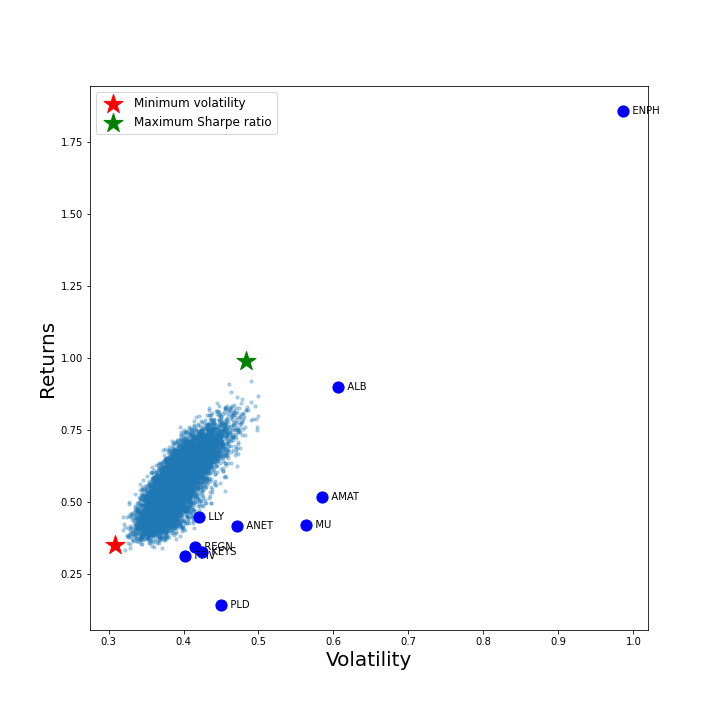 Minimum volatility
Maximum Sharpe ratio
ENPH
1.75
1.50
1.25
1.00
0.75
0.50
0.25
Returns
ALB
AMAT
LLY
ANET
MU
REGN
KEYS
PLD
0.3
0.4
0.5
0.6
0.7
0.8
0.9
1.0
Volatility